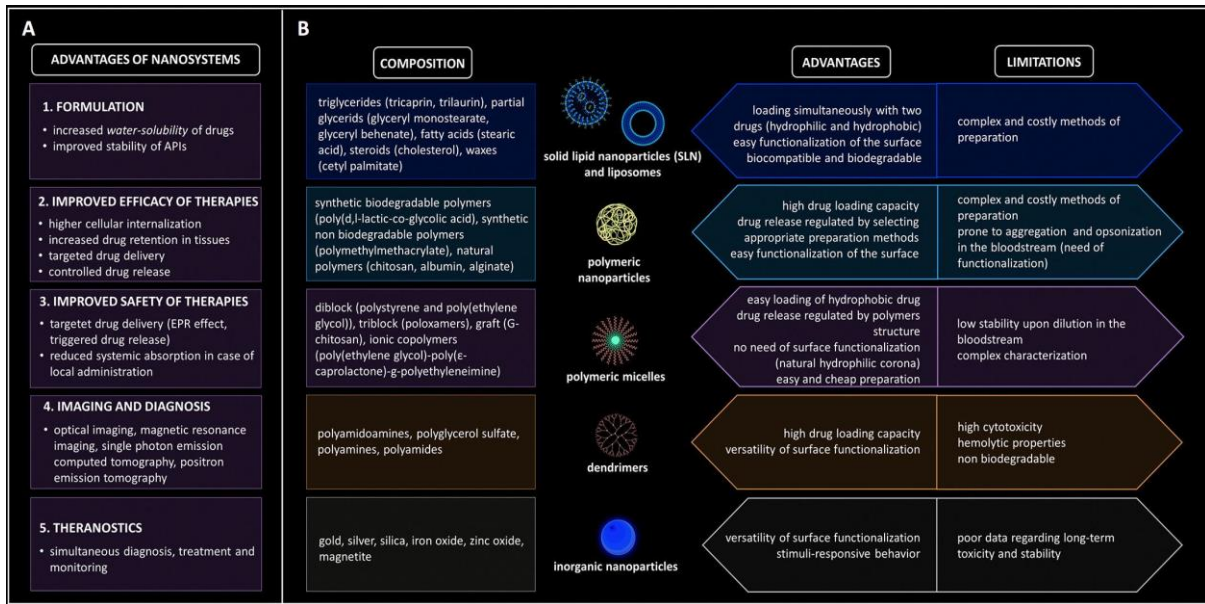 A
ADVANTAGES OF NANOSYSTEMS
1. FORMULATION
• increased water-solubility of drugs
• improved stability of APIs
2. IMPROVED EFFICACY OF THERAPIES
• higher cellular internalization
• increased drug retention in tissues
• targeted drug delivery
• controlled drug release
3. IMPROVED SAFETY OF THERAPIES
• targetet drug delivery (EPR effect,
triggered drug release)
• reduced systemic absorption in case of
local administration
4. IMAGING AND DIAGNOSIS
• optical imaging, magnetic resonance
imaging, single photon emission
computed tomography, positron
emission tomography
5. THERANOSTICS
• simultaneous diagnosis, treatment and
monitoring
B
COMPOSITION
ADVANTAGES
LIMITATIONS
triglycerides (tricaprin, trilaurin), partial
glycerids (glyceryl monostearate,
glyceryl behenate), fatty acids (stearic
acid), steroids (cholesterol), waxes
(cetyl palmitate)
solid lipid nanoparticles (SLN)
and liposomes
loading simultaneously with two
drugs (hydrophilic and hydrophobic)
easy functionalization of the surface
biocompatible and biodegradable
complex and costly methods of
preparation
synthetic biodegradable polymers
(poly(d,l-lactic-co-glycolic acid), synthetic
non biodegradable polymers
(polymethylmethacrylate), natural
polymers (chitosan, albumin, alginate)
polymeric
nanoparticles
high drug loading capacity
drug release regulated by selecting
appropriate preparation methods
easy functionalization of the surface
complex and costly methods of
preparation
prone to aggregation and opsonization
in the bloodstream (need of
functionalization)
diblock (polystyrene and poly(ethylene
glycol)), triblock (poloxamers), graft (G-
chitosan), ionic copolymers
(poly(ethylene glycol)-poly(ε-
caprolactone)-g-polyethyleneimine)
polymeric micelles
easy loading of hydrophobic drug
drug release regulated by polymers
structure
no need of surface functionalization
(natural hydrophilic corona)
easy and cheap preparation
low stability upon dilution in the
bloodstream
complex characterization
polyamidoamines, polyglycerol sulfate,
polyamines, polyamides
dendrimers
high drug loading capacity
versatility of surface functionalization
high cytotoxicity
hemolytic properties
non biodegradable
gold, silver, silica, iron oxide, zinc oxide,
magnetite
inorganic nanoparticles
versatility of surface functionalization
stimuli-responsive behavior
poor data regarding long-term
toxicity and stability